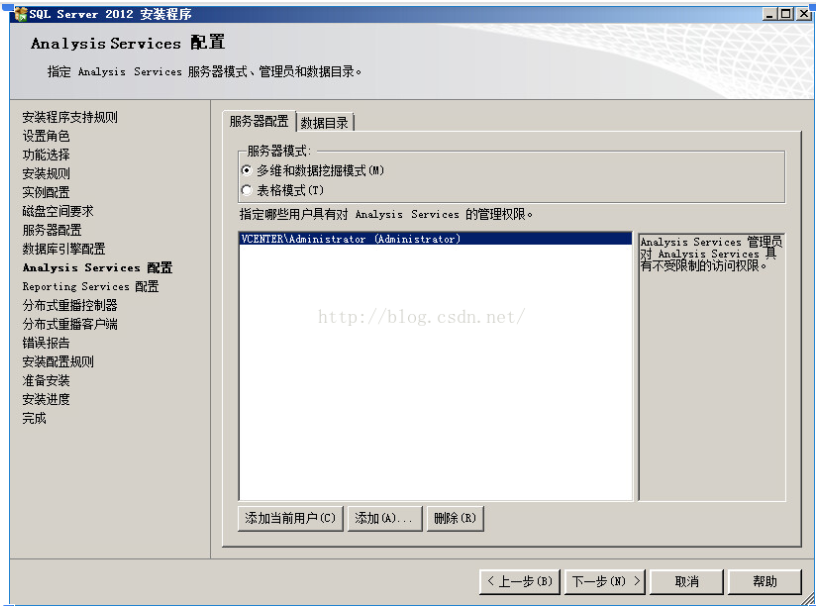 SQL Server 2012 安装程序
Analysis Services 配置
指定 Analysis Services 服务器模式、管理员和数据目录。
安装程序支持规则
设置角色
功能选择
安装规则
实例配置
磁盘空间要求
服务器配置
数据库引擎配置
Analysis Services 配置
Reporting Services 配置
分布式重播控制器
分布式重播客户端
错误报告
安装配置规则
准备安装
安装进度
完成
服务器配置 数据目录
服务器模式:
多维和数据挖掘模式(M)
表格模式(T)
指定哪些用户具有对 Analysis Services 的管理权限。
VCENTER\Administrator (Administrator)
Analysis Services 管理员
对 Analysis Services 具
有不受限制的访问权限。
http://blog.csdn.net/
添加当前用户(C) 添加(A)... 删除(R)
< 上一步(B) 下一步(N) > 取消 帮助